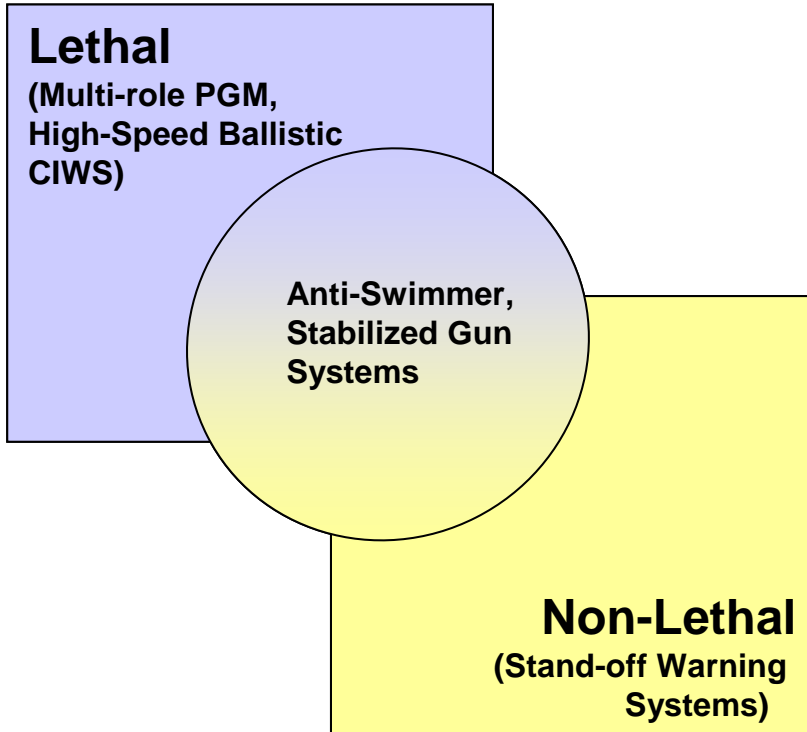 Lethal
(Multi-role PGM,
High-Speed Ballistic
CIWS)
Anti-Swimmer,
Stabilized Gun
Systems
Non-Lethal
(Stand-off Warning
Systems)